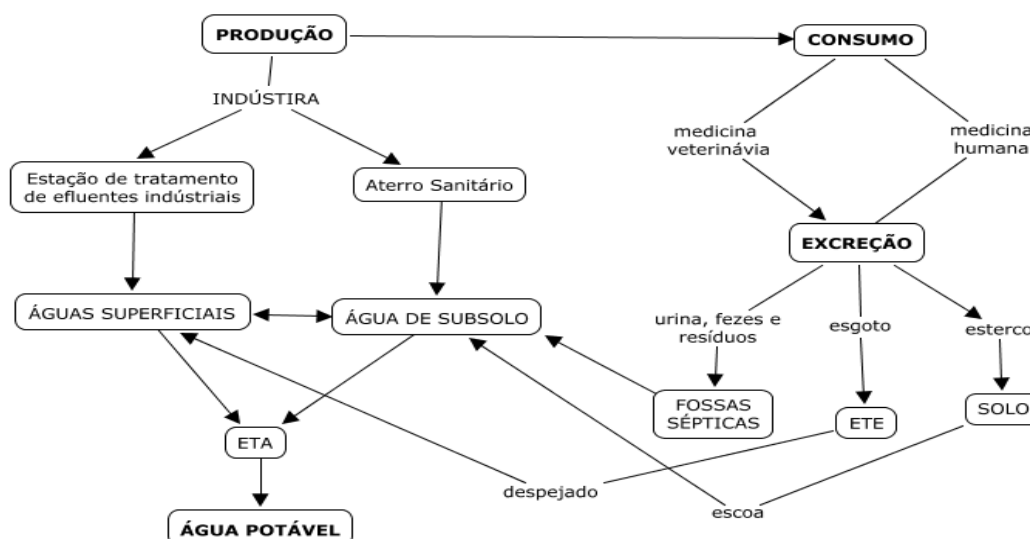 PRODUÇÃO
CONSUMO
INDÚSTIRA
medicina
veterinávia
medicina
humana
Estação de tratamento
de efluentes indústriais
Aterro Sanitário
EXCREÇÃO
ÁGUAS SUPERFICIAIS
ÁGUA DE SUBSOLO
urina, fezes e
resíduos
esgoto
esterco
FOSSAS
SÉPTICAS
ETE
SOLO
ETA
despejado
escoa
ÁGUA POTÁVEL